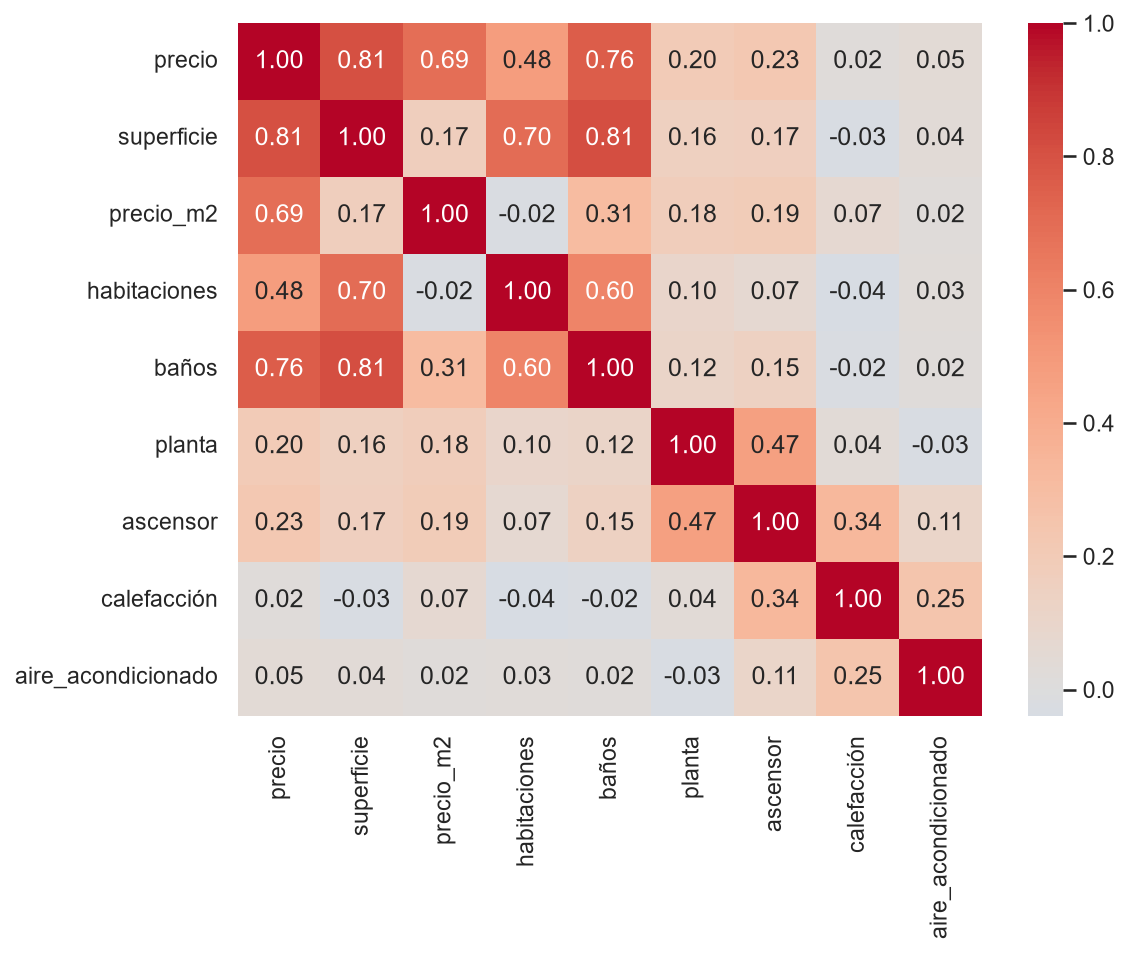 precio 1.00 0.81 0.69 0.48 0.76 0.20 0.23 0.02 0.05
superficie 0.81 1.00 0.17 0.70 0.81 0.16 0.17 -0.03 0.04
precio_m2 0.69 0.17 1.00 -0.02 0.31 0.18 0.19 0.07 0.02
habitaciones 0.48 0.70 -0.02 1.00 0.60 0.10 0.07 -0.04 0.03
baños 0.76 0.81 0.31 0.60 1.00 0.12 0.15 -0.02 0.02
planta 0.20 0.16 0.18 0.10 0.12 1.00 0.47 0.04 -0.03
ascensor 0.23 0.17 0.19 0.07 0.15 0.47 1.00 0.34 0.11
calefacción 0.02 -0.03 0.07 -0.04 -0.02 0.04 0.34 1.00 0.25
aire_acondicionado 0.05 0.04 0.02 0.03 0.02 -0.03 0.11 0.25 1.00
precio
superficie
precio_m2
habitaciones
baños
planta
ascensor
calefacción
aire_acondicionado
1.0
0.8
0.6
0.4
0.2
0.0